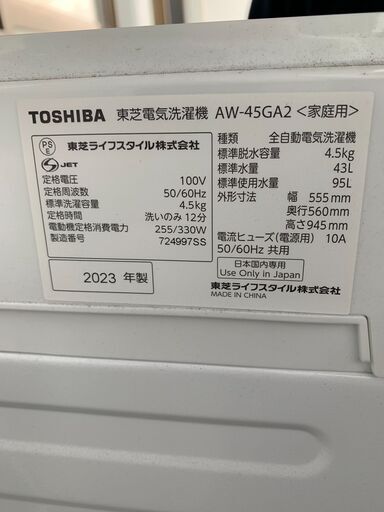 TOSHIBA 東芝電気洗濯機 AW-45GA2 <家庭用>
PS
E
JET
東芝ライフスタイル株式会社
定格電圧 100V
定格周波数 50/60Hz
標準洗濯容量 4.5kg
定格時間 洗いのみ 12分
電動機定格消費電力 255/330W
製造番号 724997SS
2023 年製
種類 全自動電気洗濯機
標準脱水容量 4.5kg
標準水量 43L
標準使用水量 95L
外形寸法 幅 555mm
奥行560mm
高さ945mm
電流ヒューズ(電源用) 10A
50/60Hz 共用
日本国内専用
Use Only in Japan
東芝ライフスタイル株式会社
MADE IN CHINA